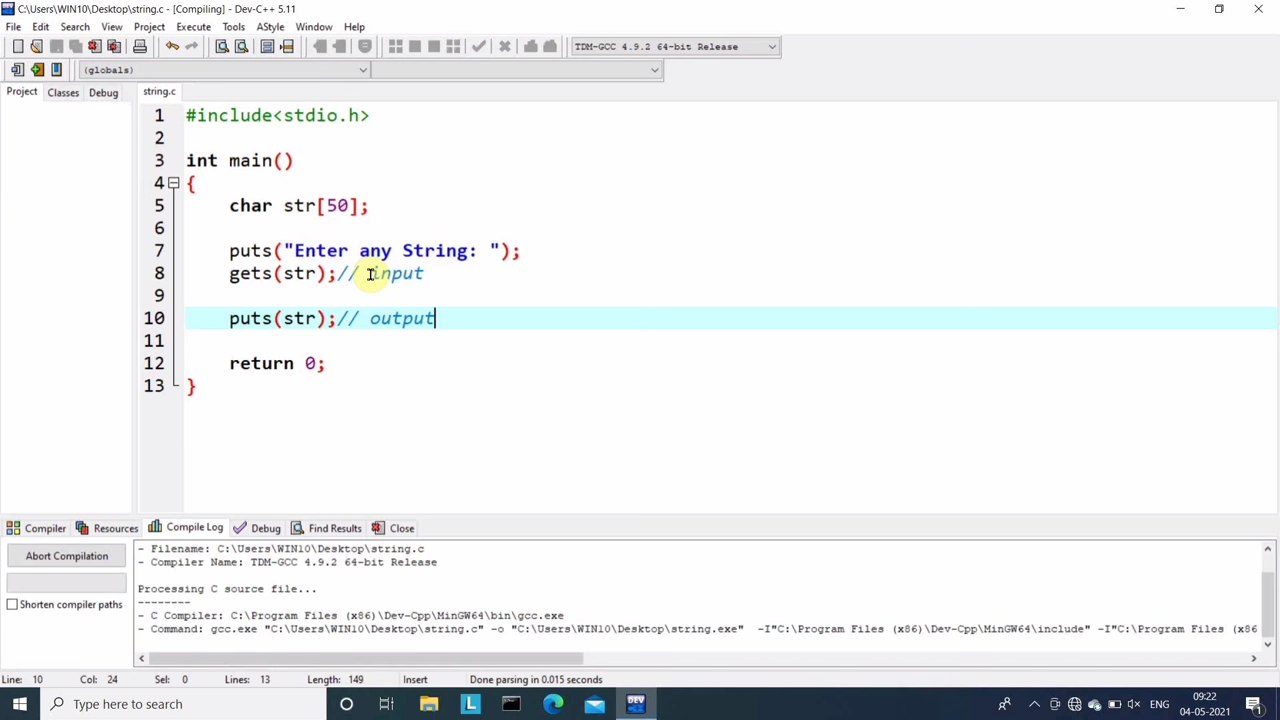 C:\Users\WIN10\Desktop\string.c - [Compiling] - Dev-C++ 5.11
File Edit Search View Project Execute Tools AStyle Window Help
TDM-GCC 4.9.2 64-bit Release
(globals)
Project Classes Debug string.c
1 #include<stdio.h>
2
3 int main()
4 {
5 char str[50];
6
7 puts("Enter any String: ");
8 gets(str);// input
9
10 puts(str);// output
11
12 return 0;
13 }
Compiler Resources Compile Log Debug Find Results Close
Abort Compilation
Shorten compiler paths
- Filename: C:\Users\WIN10\Desktop\string.c
- Compiler Name: TDM-GCC 4.9.2 64-bit Release
Processing C source file...
--------
- C Compiler: C:\Program Files (x86)\Dev-Cpp\MinGW64\bin\gcc.exe
- Command: gcc.exe "C:\Users\WIN10\Desktop\string.c" -o "C:\Users\WIN10\Desktop\string.exe" -I"C:\Program Files (x86)\Dev-Cpp\MinGW64\include" -I"C:\Program Files (x86
Line: 10 Col: 24 Sel: 0 Lines: 13 Length: 149 Insert Done parsing in 0.015 seconds
Type here to search
ENG
09:22
04-05-2021